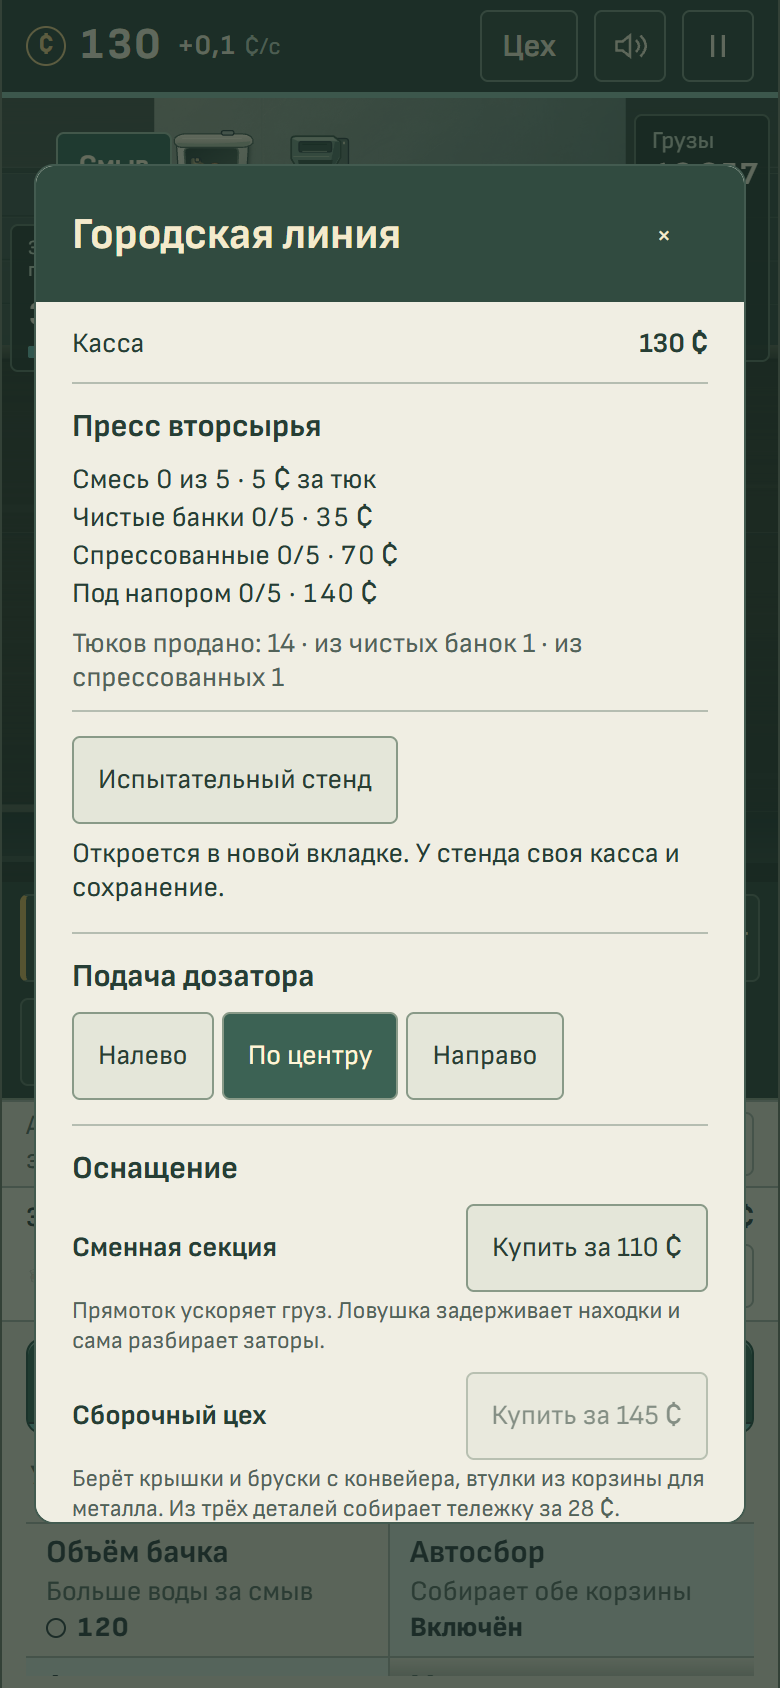 ₵ 130 +0,1 ₵/с
Цех
Смыв
Грузы
Городская линия
×
Касса 130 ₵
Пресс вторсырья
Смесь 0 из 5 · 5 ₵ за тюк
Чистые банки 0/5 · 35 ₵
Спрессованные 0/5 · 70 ₵
Под напором 0/5 · 140 ₵
Тюков продано: 14 · из чистых банок 1 · из
спрессованных 1
Испытательный стенд
Откроется в новой вкладке. У стенда своя касса и
сохранение.
Подача дозатора
Налево По центру Направо
Оснащение
Сменная секция Купить за 110 ₵
Прямоток ускоряет груз. Ловушка задерживает находки и
сама разбирает заторы.
Сборочный цех Купить за 145 ₵
Берёт крышки и бруски с конвейера, втулки из корзины для
металла. Из трёх деталей собирает тележку за 28 ₵.
Объём бачка
Больше воды за смыв
120
Автосбор
Собирает обе корзины
Включён